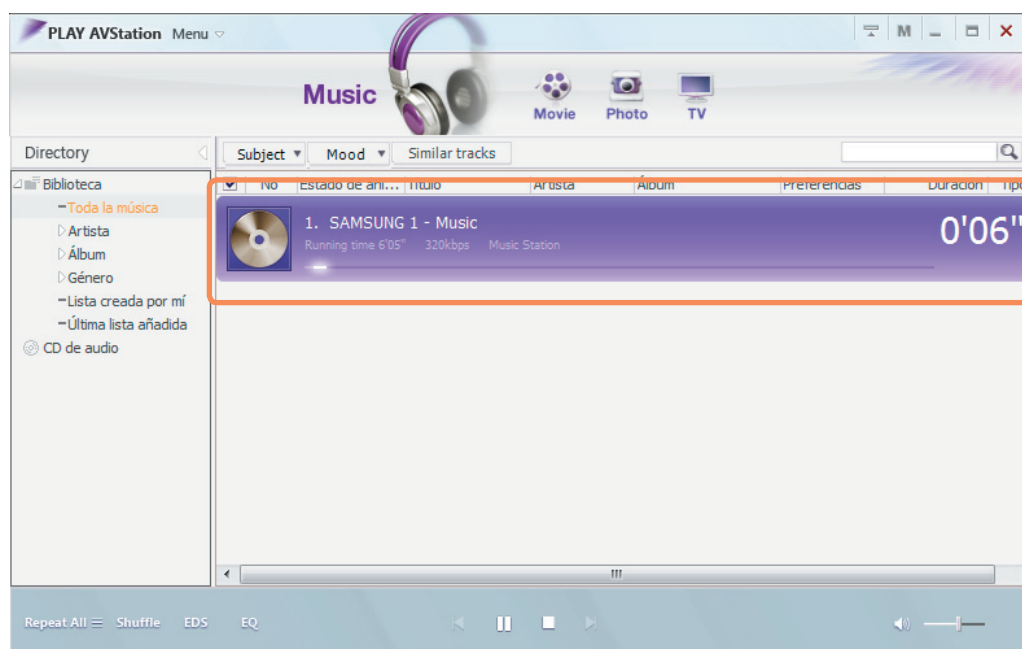 PLAY AVStation Menu M
Music
Movie Photo TV
Directory Subject Mood Similar tracks
Biblioteca No Estado de áni... Título Artista Álbum Preferencias Duración Tipo
Toda la música
1. SAMSUNG 1 - Music 0'06"
Artista
Running time 6'05" 320kbps Music Station
Álbum
Género
Lista creada por mí
Última lista añadida
CD de audio
Repeat All Shuffle EDS EQ